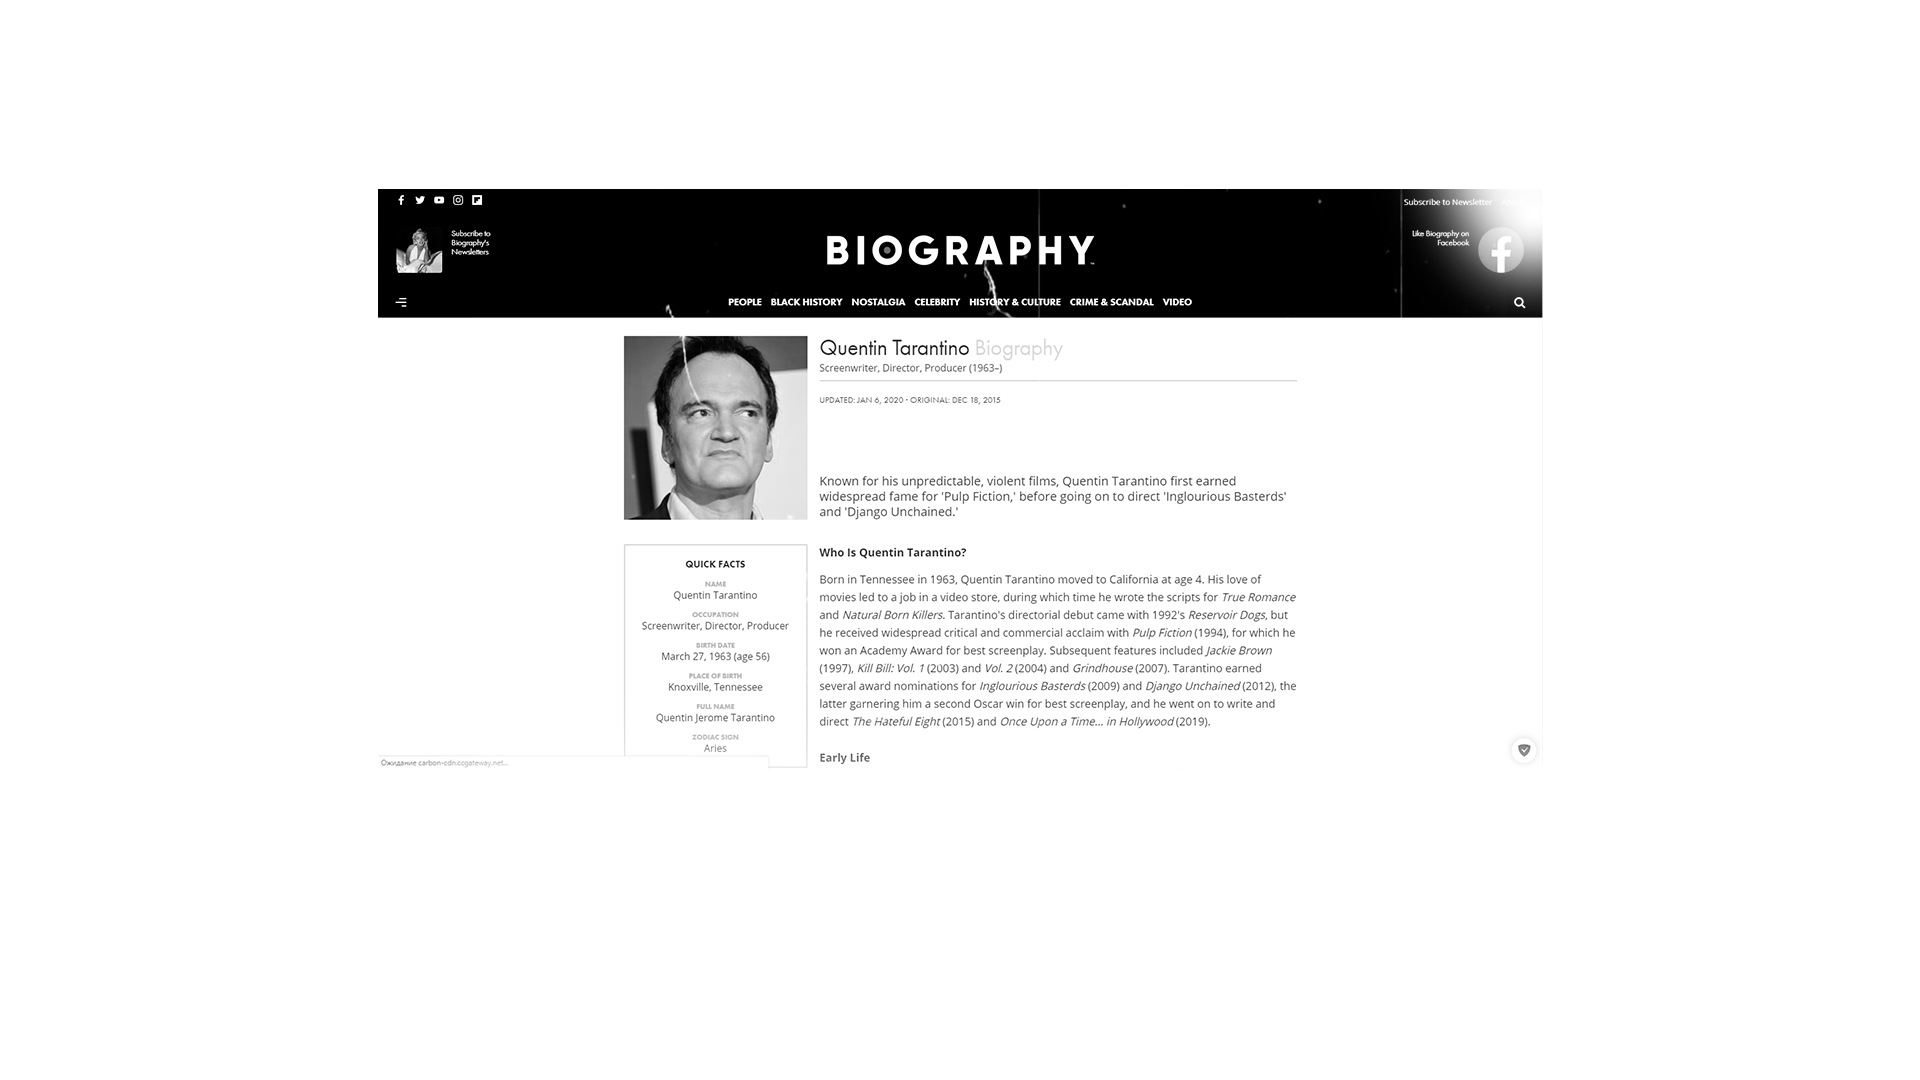 Subscribe to Newsletter
Subscribe to
Biography's
Newsletters
BIOGRAPHY
Like Biography on
Facebook
PEOPLE BLACK HISTORY NOSTALGIA CELEBRITY HISTORY & CULTURE CRIME & SCANDAL VIDEO
Quentin Tarantino Biography
Screenwriter, Director, Producer (1963–)
UPDATED: JAN 6, 2020 · ORIGINAL: DEC 18, 2015
Known for his unpredictable, violent films, Quentin Tarantino first earned
widespread fame for 'Pulp Fiction,' before going on to direct 'Inglourious Basterds'
and 'Django Unchained.'
QUICK FACTS
NAME
Quentin Tarantino
OCCUPATION
Screenwriter, Director, Producer
BIRTH DATE
March 27, 1963 (age 56)
PLACE OF BIRTH
Knoxville, Tennessee
FULL NAME
Quentin Jerome Tarantino
ZODIAC SIGN
Aries
Who Is Quentin Tarantino?
Born in Tennessee in 1963, Quentin Tarantino moved to California at age 4. His love of
movies led to a job in a video store, during which time he wrote the scripts for True Romance
and Natural Born Killers. Tarantino's directorial debut came with 1992's Reservoir Dogs, but
he received widespread critical and commercial acclaim with Pulp Fiction (1994), for which he
won an Academy Award for best screenplay. Subsequent features included Jackie Brown
(1997), Kill Bill: Vol. 1 (2003) and Vol. 2 (2004) and Grindhouse (2007). Tarantino earned
several award nominations for Inglourious Basterds (2009) and Django Unchained (2012), the
latter garnering him a second Oscar win for best screenplay, and he went on to write and
direct The Hateful Eight (2015) and Once Upon a Time... in Hollywood (2019).
Early Life
Ожидание carbon-cdn.ccgateway.net...